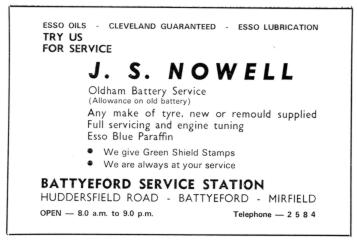 ESSO OILS - CLEVELAND GUARANTEED - ESSO LUBRICATION
TRY US
FOR SERVICE
J. S. NOWELL
Oldham Battery Service
(Allowance on old battery)
Any make of tyre, new or remould supplied
Full servicing and engine tuning
Esso Blue Paraffin
• We give Green Shield Stamps
• We are always at your service
BATTYEFORD SERVICE STATION
HUDDERSFIELD ROAD - BATTYEFORD - MIRFIELD
OPEN — 8.0 a.m. to 9.0 p.m. Telephone — 2584